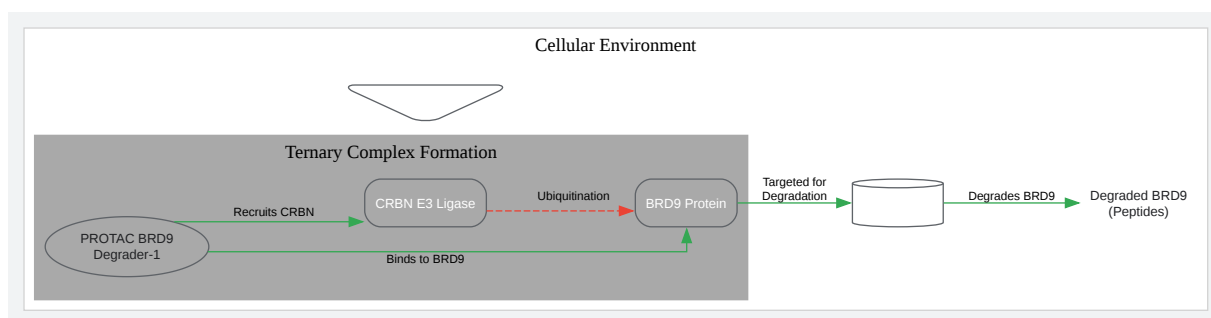 Cellular Environment
Ternary Complex Formation
CRBN E3 Ligase
Ubiquitination
BRD9 Protein
Targeted for
Degradation
Degrades BRD9
Degraded BRD9
(Peptides)
Recruits CRBN
PROTAC BRD9
Degrader-1
Binds to BRD9